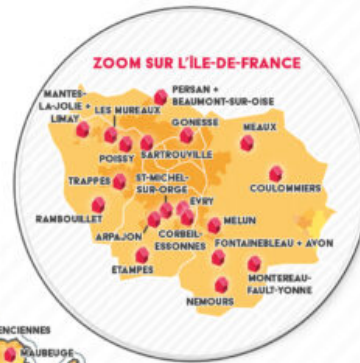 ZOOM SUR L'ÎLE-DE-FRANCE
PERSAN +
BEAUMONT-SUR-OISE
MANTES-
LA-JOLIE +
LIMAY
LES MUREAUX
GONESSE
MEAUX
POISSY
SARTROUVILLE
TRAPPES
ST-MICHEL-
SUR-ORGE
COULOMMIERS
RAMBOUILLET
EVRY
ARPAJON
CORBEIL-
ESSONNES
MELUN
FONTAINEBLEAU + AVON
ÉTAMPES
MONTEREAU-
FAULT-YONNE
NEMOURS
ENCIENNES
MAUBEUGE